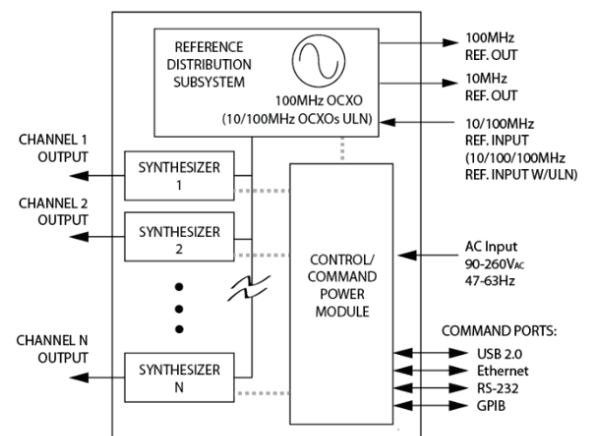 REFERENCE
DISTRIBUTION
SUBSYSTEM
100MHz OCXO
(10/100MHz OCXOs ULN)
100MHz
REF. OUT
10MHz
REF. OUT
10/100MHz
REF. INPUT
(10/100/100MHz
REF. INPUT W/ULN)
CHANNEL 1
OUTPUT
SYNTHESIZER
1
CHANNEL 2
OUTPUT
SYNTHESIZER
2
CHANNEL N
OUTPUT
SYNTHESIZER
N
CONTROL/
COMMAND
POWER
MODULE
AC Input
90-260VAC
47-63Hz
COMMAND PORTS:
USB 2.0
Ethernet
RS-232
GPIB